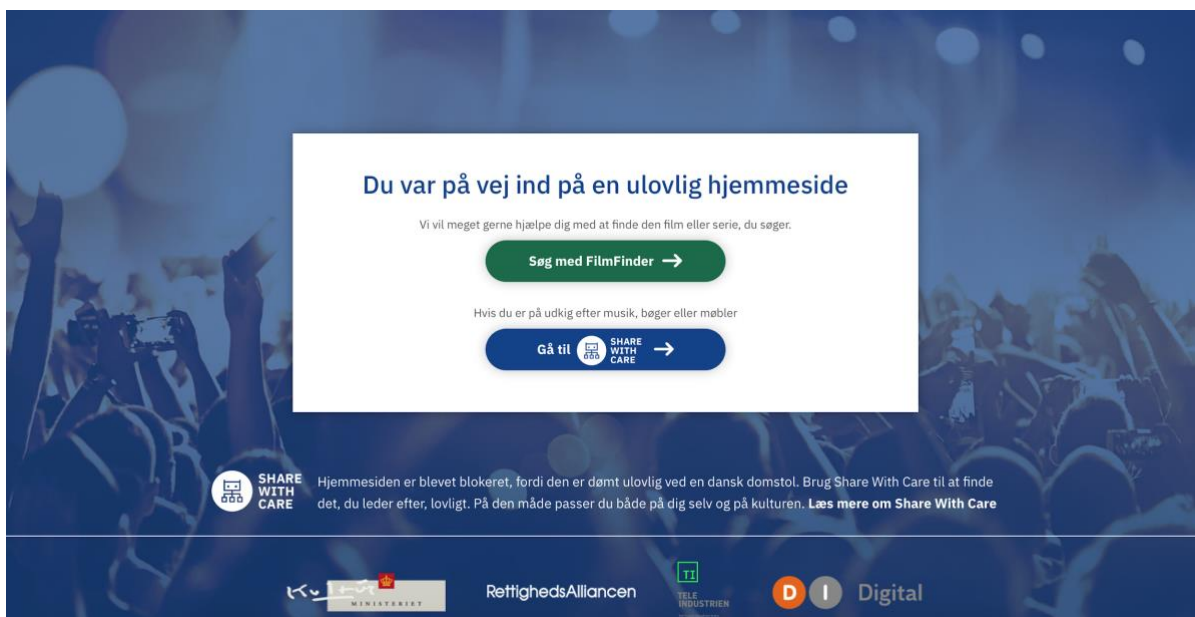 Du var på vej ind på en ulovlig hjemmeside
Vi vil meget gerne hjælpe dig med at finde den film eller serie, du søger.
Søg med FilmFinder
Hvis du er på udkig efter musik, bøger eller møbler
Gå til SHARE WITH CARE
SHARE
WITH
CARE
Hjemmesiden er blevet blokeret, fordi den er dømt ulovlig ved en dansk domstol. Brug Share With Care til at finde
det, du leder efter, lovligt. På den måde passer du både på dig selv og på kulturen. Læs mere om Share With Care
Kultur
MINISTERIET
RettighedsAlliancen
TI
TELE
INDUSTRIEN
D I Digital